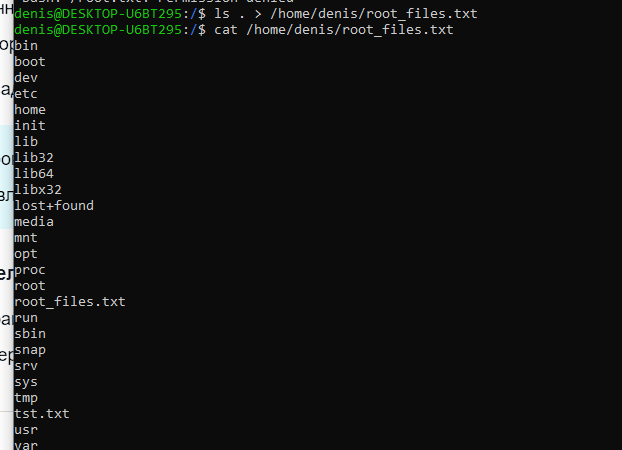 denis@DESKTOP-U6BT295:/$ ls . > /home/denis/root_files.txt
denis@DESKTOP-U6BT295:/$ cat /home/denis/root_files.txt
bin
boot
dev
etc
home
init
lib
lib32
lib64
libx32
lost+found
media
mnt
opt
proc
root
root_files.txt
run
sbin
snap
srv
sys
tmp
tst.txt
usr
var